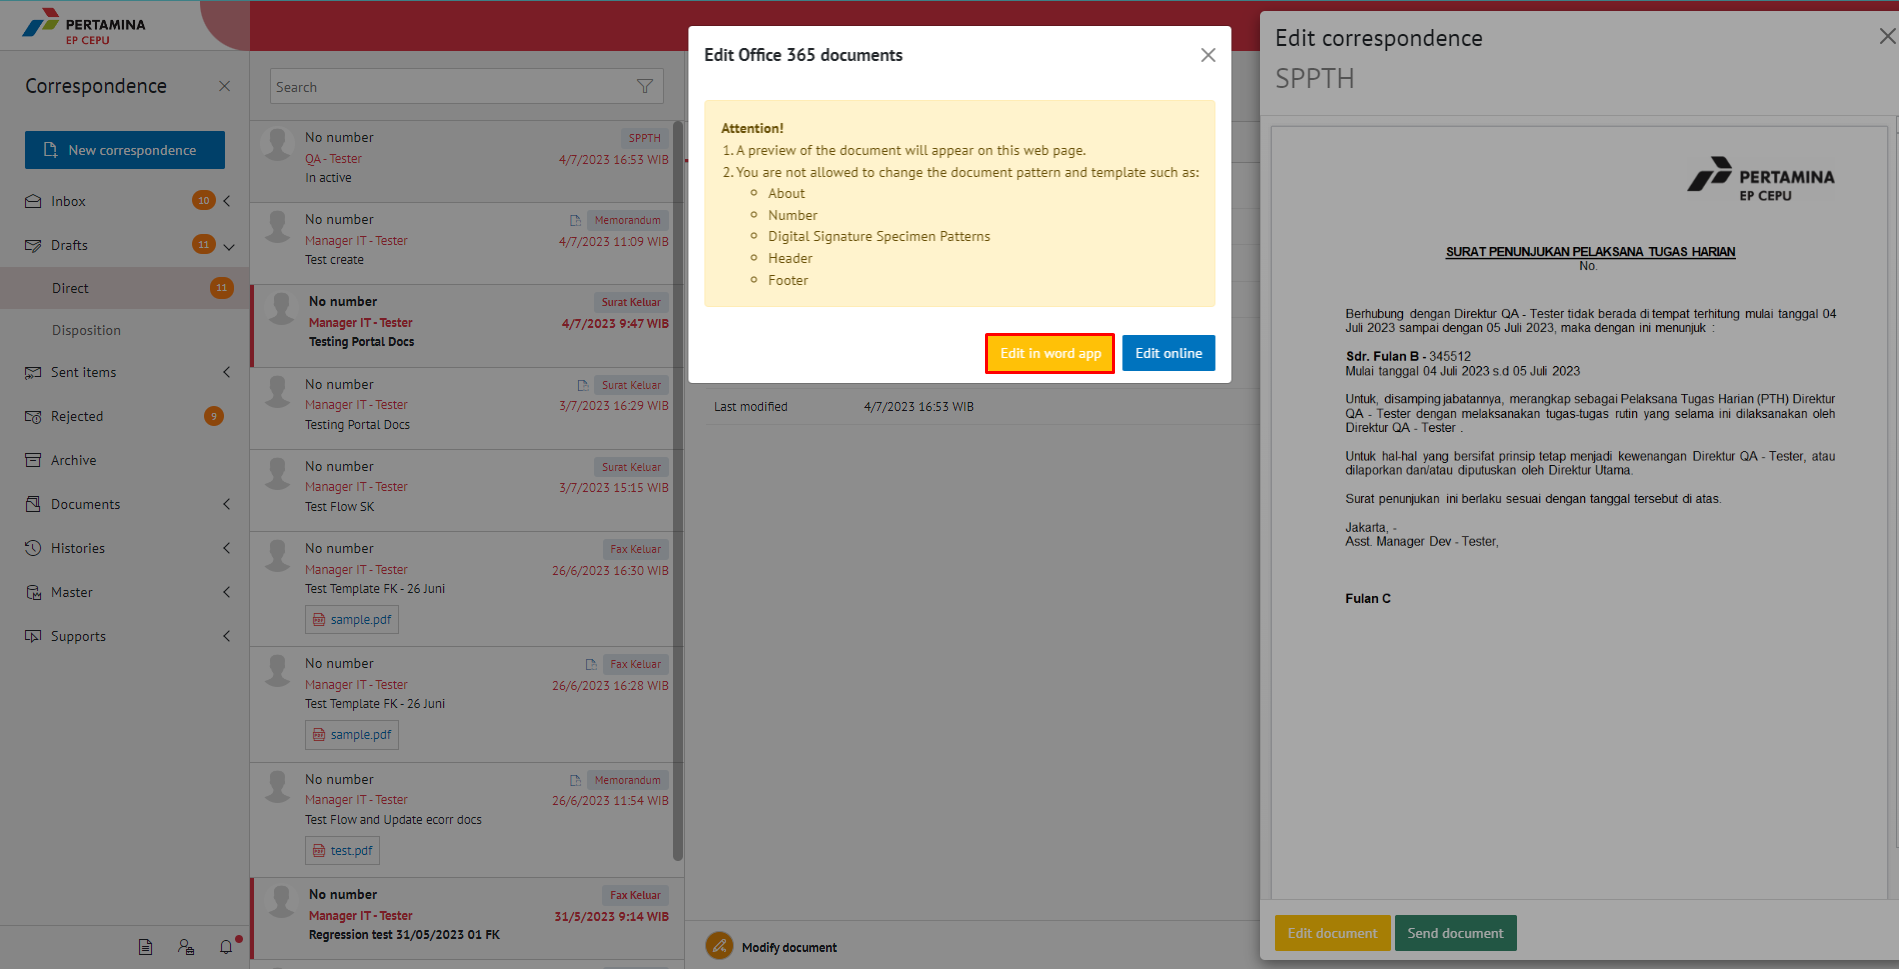 PERTAMINA
EP CEPU
Correspondence
New correspondence
Inbox 10
Drafts 11
Direct 11
Disposition
Sent items
Rejected 9
Archive
Documents
Histories
Master
Supports
Search
No number SPPTH
QA - Tester 4/7/2023 16:53 WIB
In active
No number Memorandum
Manager IT - Tester 4/7/2023 11:09 WIB
Test create
No number Surat Keluar
Manager IT - Tester 4/7/2023 9:47 WIB
Testing Portal Docs
No number Surat Keluar
Manager IT - Tester 3/7/2023 16:29 WIB
Testing Portal Docs
No number Surat Keluar
Manager IT - Tester 3/7/2023 15:15 WIB
Test Flow SK
No number Fax Keluar
Manager IT - Tester 26/6/2023 16:30 WIB
Test Template FK - 26 Juni
sample.pdf
No number Fax Keluar
Manager IT - Tester 26/6/2023 16:28 WIB
Test Template FK - 26 Juni
sample.pdf
No number Memorandum
Manager IT - Tester 26/6/2023 11:54 WIB
Test Flow and Update ecorr docs
test.pdf
No number Fax Keluar
Manager IT - Tester 31/5/2023 9:14 WIB
Regression test 31/05/2023 01 FK
Edit Office 365 documents
Attention!
1. A preview of the document will appear on this web page.
2. You are not allowed to change the document pattern and template such as:
About
Number
Digital Signature Specimen Patterns
Header
Footer
Edit in word app Edit online
Last modified 4/7/2023 16:53 WIB
Modify document
Edit correspondence
SPPTH
PERTAMINA
EP CEPU
SURAT PENUNJUKAN PELAKSANA TUGAS HARIAN
No.
Berhubung dengan Direktur QA - Tester tidak berada di tempat terhitung mulai tanggal 04
Juli 2023 sampai dengan 05 Juli 2023, maka dengan ini menunjuk :
Sdr. Fulan B - 345512
Mulai tanggal 04 Juli 2023 s.d 05 Juli 2023
Untuk, disamping jabatannya, merangkap sebagai Pelaksana Tugas Harian (PTH) Direktur
QA - Tester dengan melaksanakan tugas-tugas rutin yang selama ini dilaksanakan oleh
Direktur QA - Tester .
Untuk hal-hal yang bersifat prinsip tetap menjadi kewenangan Direktur QA - Tester, atau
dilaporkan dan/atau diputuskan oleh Direktur Utama.
Surat penunjukan ini berlaku sesuai dengan tanggal tersebut di atas.
Jakarta, -
Asst. Manager Dev - Tester,
Fulan C
Edit document Send document